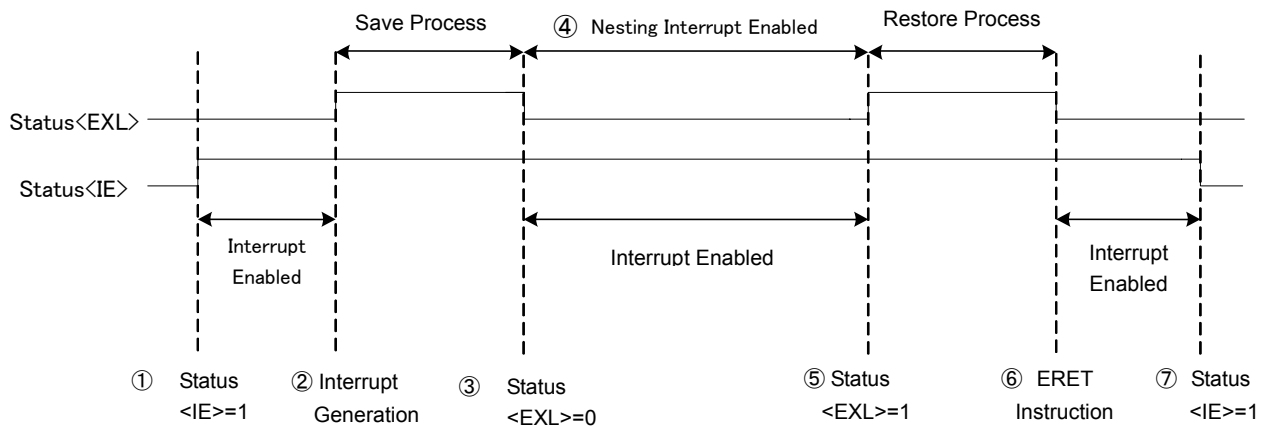 Save Process
④ Nesting Interrupt Enabled
Restore Process
Status<EXL>
Status<IE>
Interrupt
Enabled
Interrupt Enabled
Interrupt
Enabled
① Status
<IE>=1
② Interrupt
Generation
③ Status
<EXL>=0
⑤ Status
<EXL>=1
⑥ ERET
Instruction
⑦ Status
<IE>=1